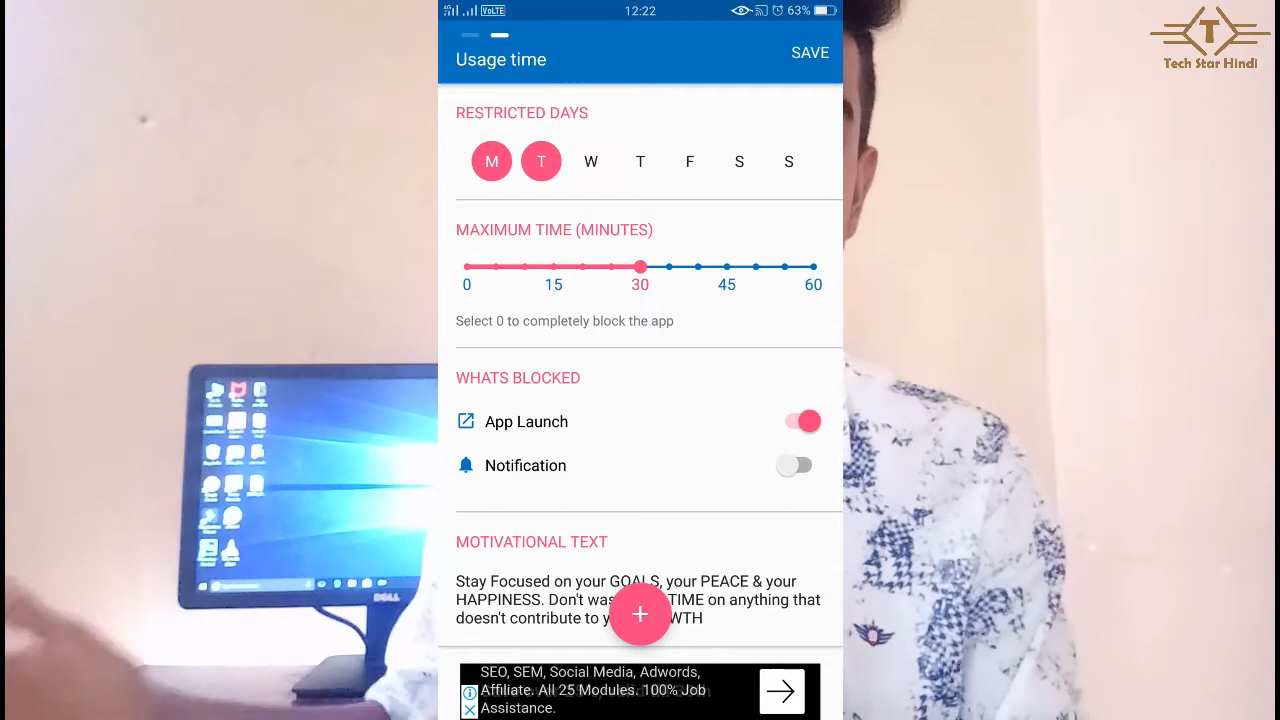 VoLTE
12:22
63%
Usage time
SAVE
RESTRICTED DAYS
M T W T F S S
MAXIMUM TIME (MINUTES)
0 15 30 45 60
Select 0 to completely block the app
WHATS BLOCKED
App Launch
Notification
MOTIVATIONAL TEXT
Stay Focused on your GOALS, your PEACE & your
HAPPINESS. Don't TIME on anything that
doesn't contribute to
SEO, SEM, Social Media, Adwords,
Affiliate. All 25 Modules. 100% Job
Assistance.
T
Tech Star Hindi
DELL